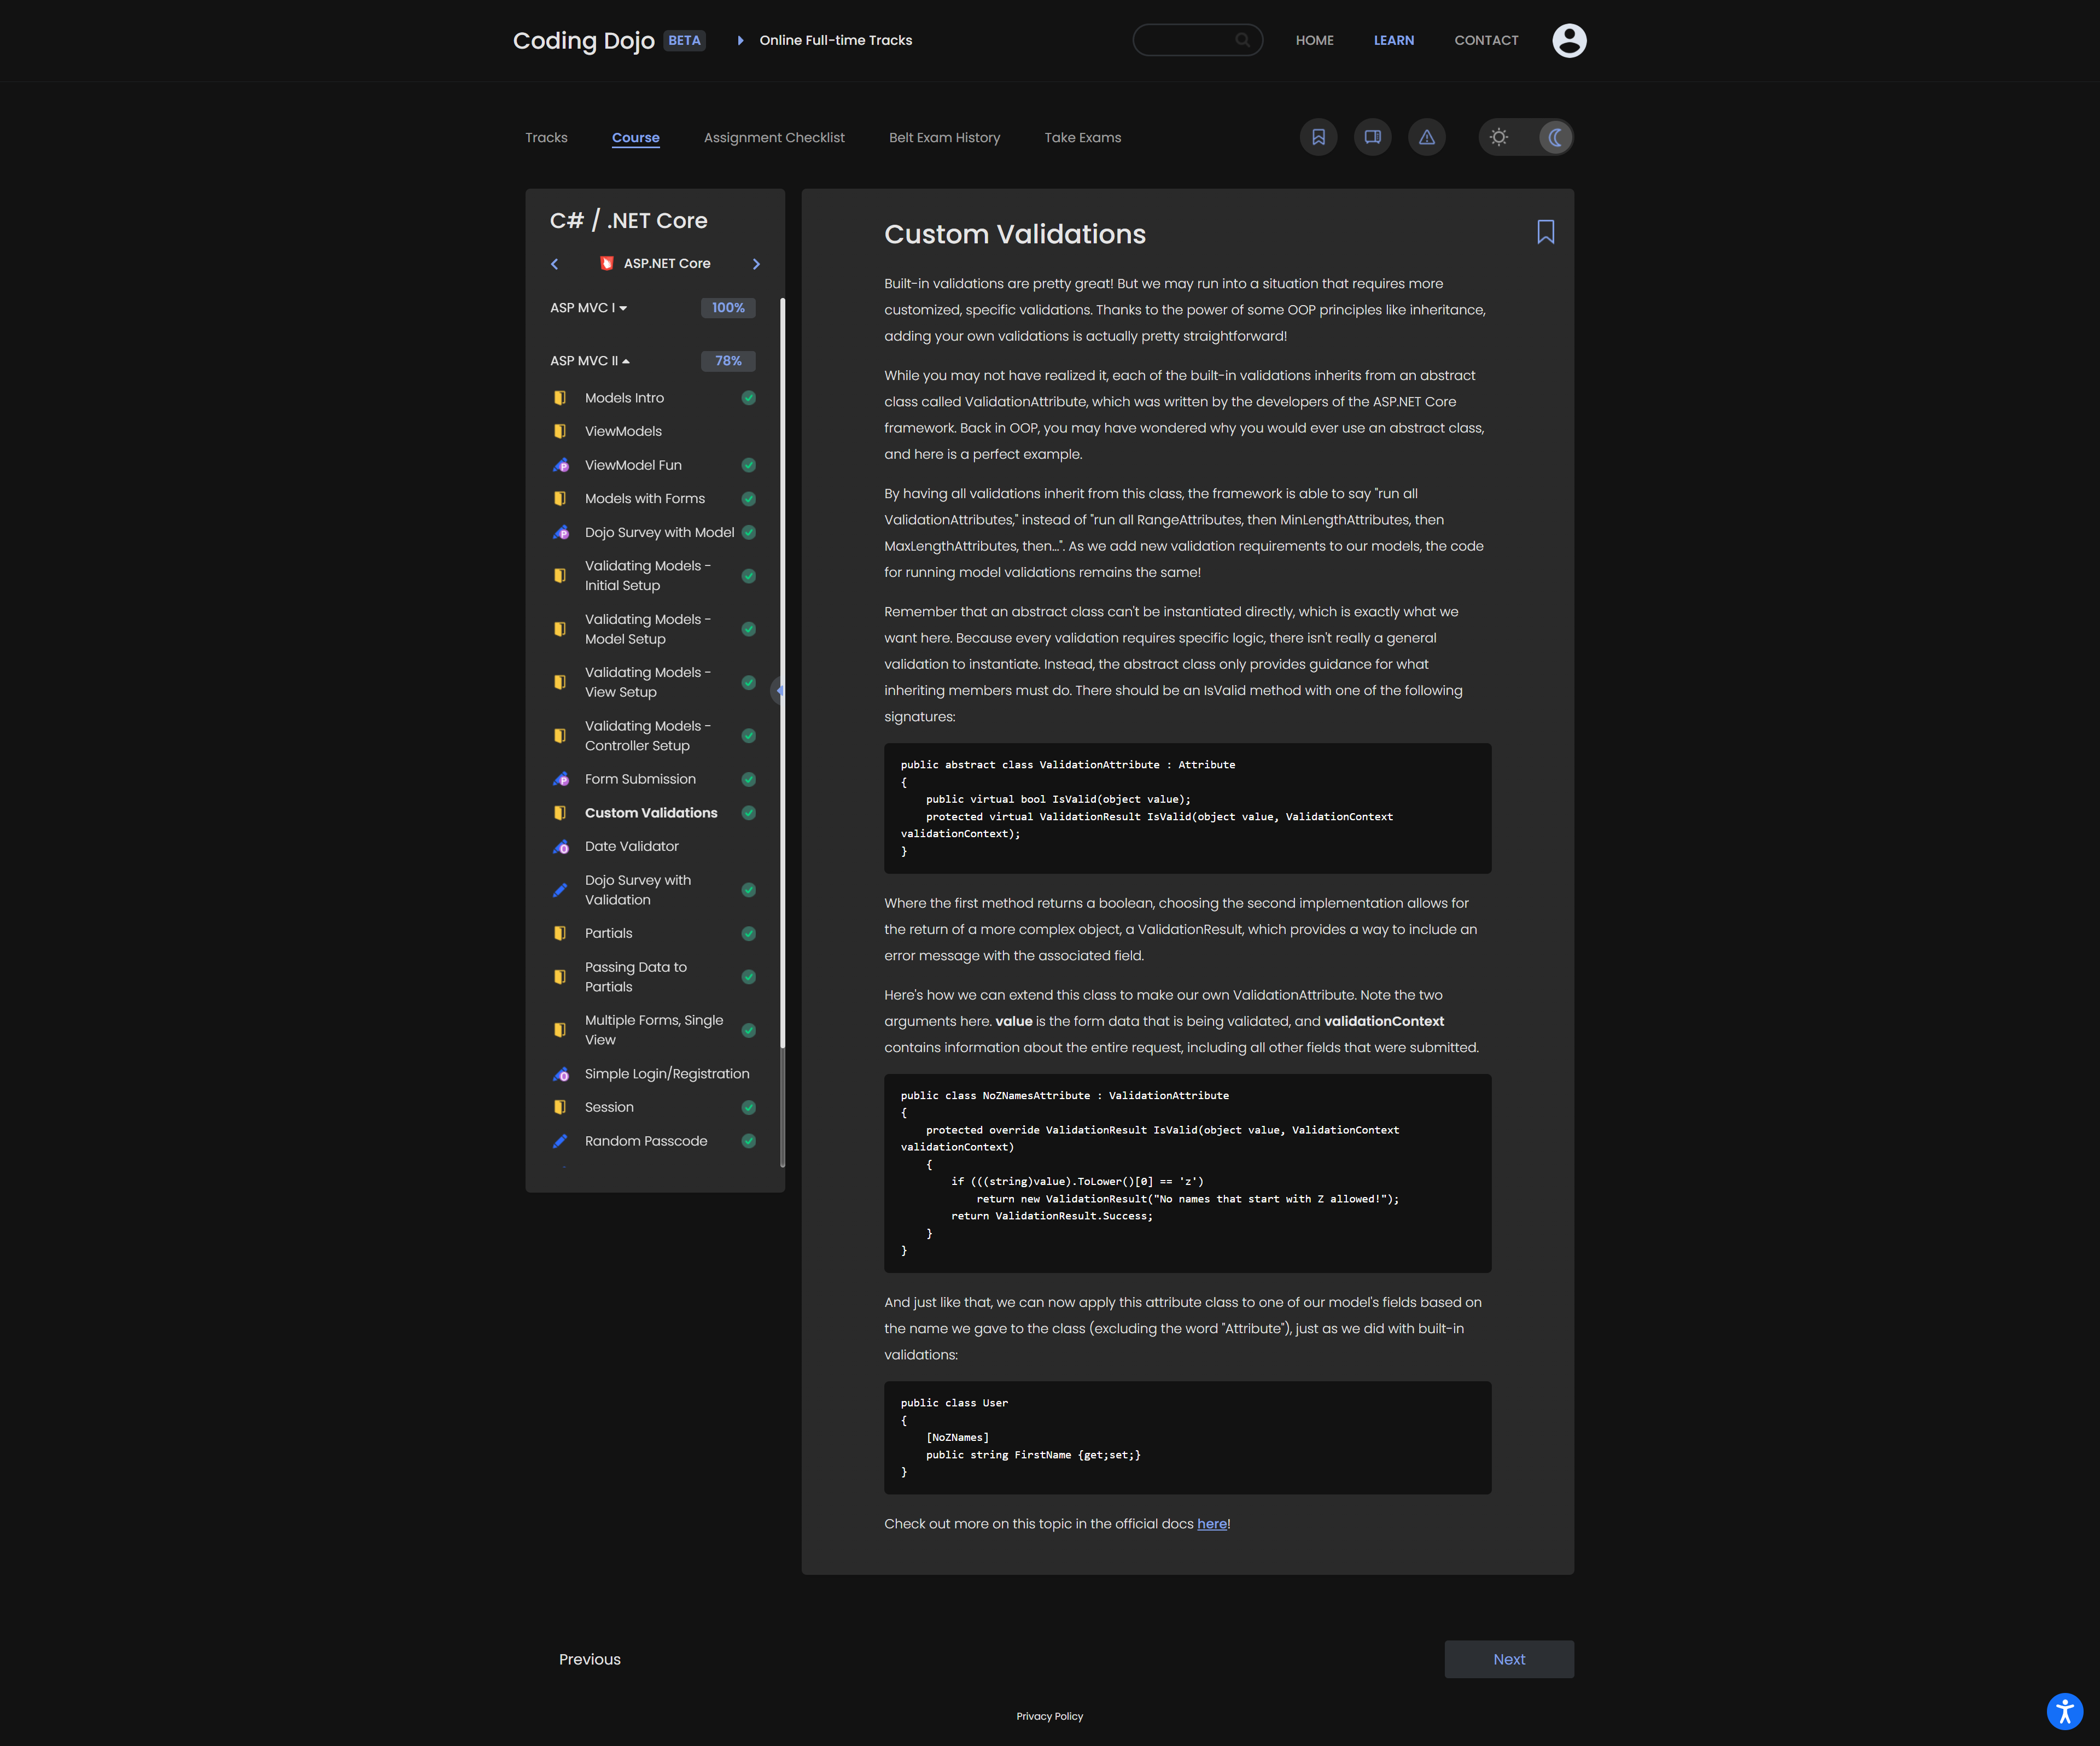 Coding Dojo BETA Online Full-time Tracks
HOME LEARN CONTACT
Tracks Course Assignment Checklist Belt Exam History Take Exams
C# / .NET Core
ASP.NET Core
ASP MVC I 100%
ASP MVC II 78%
Models Intro
ViewModels
ViewModel Fun
Models with Forms
Dojo Survey with Model
Validating Models -
Initial Setup
Validating Models -
Model Setup
Validating Models -
View Setup
Validating Models -
Controller Setup
Form Submission
Custom Validations
Date Validator
Dojo Survey with
Validation
Partials
Passing Data to
Partials
Multiple Forms, Single
View
Simple Login/Registration
Session
Random Passcode
Custom Validations
Built-in validations are pretty great! But we may run into a situation that requires more
customized, specific validations. Thanks to the power of some OOP principles like inheritance,
adding your own validations is actually pretty straightforward!
While you may not have realized it, each of the built-in validations inherits from an abstract
class called ValidationAttribute, which was written by the developers of the ASP.NET Core
framework. Back in OOP, you may have wondered why you would ever use an abstract class,
and here is a perfect example.
By having all validations inherit from this class, the framework is able to say "run all
ValidationAttributes," instead of "run all RangeAttributes, then MinLengthAttributes, then
MaxLengthAttributes, then...". As we add new validation requirements to our models, the code
for running model validations remains the same!
Remember that an abstract class can't be instantiated directly, which is exactly what we
want here. Because every validation requires specific logic, there isn't really a general
validation to instantiate. Instead, the abstract class only provides guidance for what
inheriting members must do. There should be an IsValid method with one of the following
signatures:
public abstract class ValidationAttribute : Attribute
{
    public virtual bool IsValid(object value);
    protected virtual ValidationResult IsValid(object value, ValidationContext
validationContext);
}
Where the first method returns a boolean, choosing the second implementation allows for
the return of a more complex object, a ValidationResult, which provides a way to include an
error message with the associated field.
Here's how we can extend this class to make our own ValidationAttribute. Note the two
arguments here. value is the form data that is being validated, and validationContext
contains information about the entire request, including all other fields that were submitted.
public class NoZNamesAttribute : ValidationAttribute
{
    protected override ValidationResult IsValid(object value, ValidationContext
validationContext)
    {
        if (((string)value).ToLower()[0] == 'z')
            return new ValidationResult("No names that start with Z allowed!");
        return ValidationResult.Success;
    }
}
And just like that, we can now apply this attribute class to one of our model's fields based on
the name we gave to the class (excluding the word "Attribute"), just as we did with built-in
validations:
public class User
{
    [NoZNames]
    public string FirstName {get;set;}
}
Check out more on this topic in the official docs here!
Previous Next
Privacy Policy